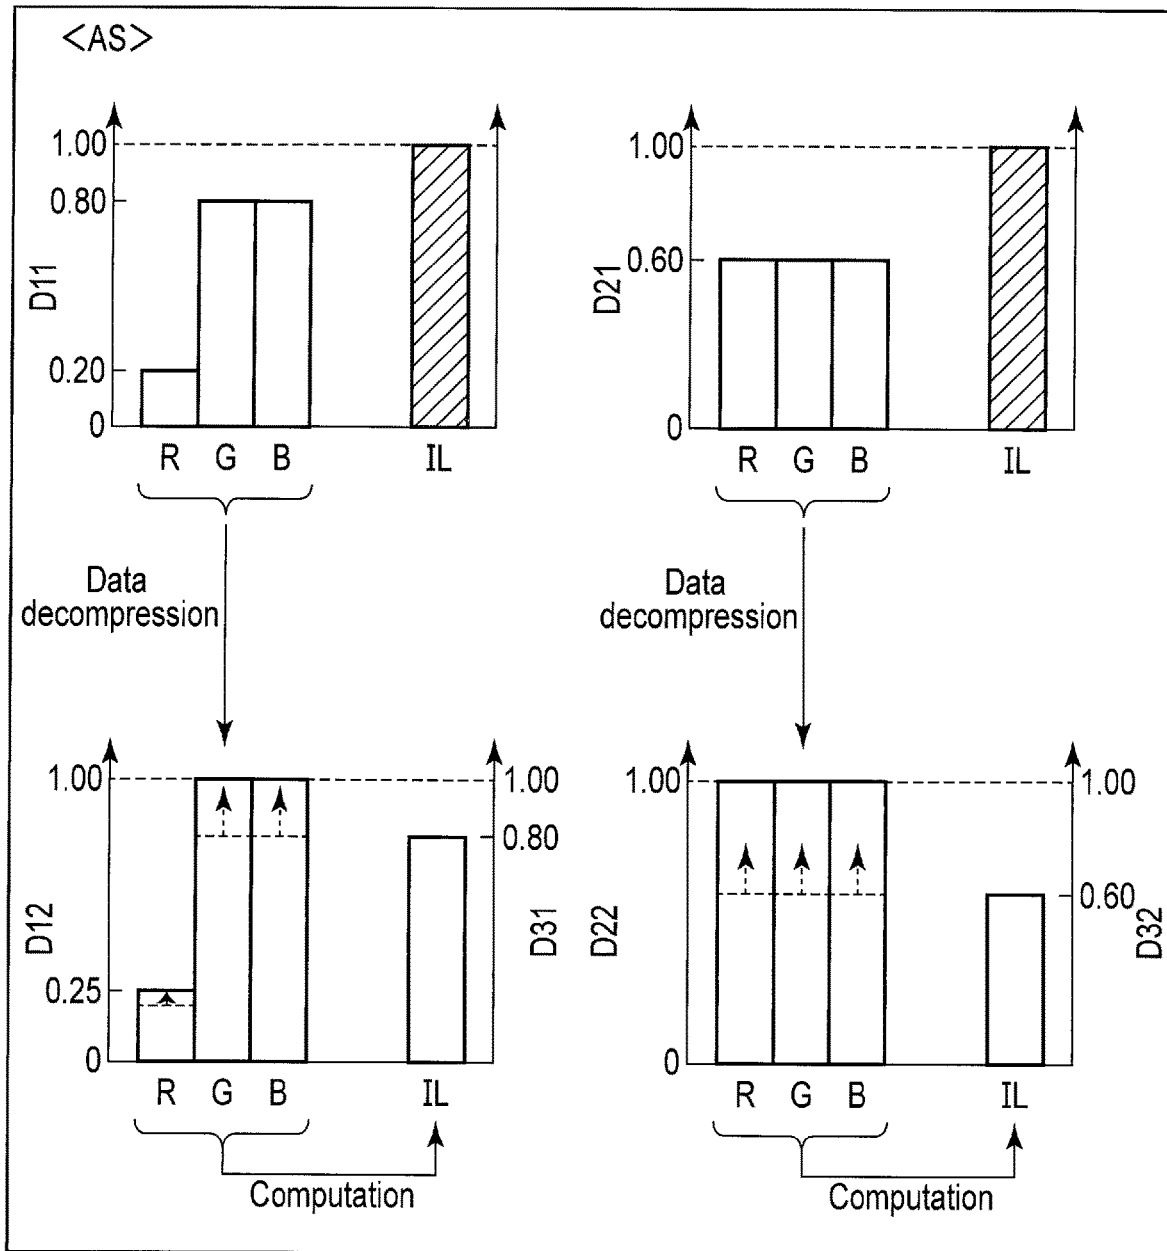 <AS>
1.00
0.80
0.20
0
D11
R G B IL
1.00
0.60
0
D21
R G B IL
Data
decompression
Data
decompression
1.00
0.25
0
D12
R G B IL
1.00
0.80
D31
Computation
1.00
0
D22
R G B IL
1.00
0.60
D32
Computation